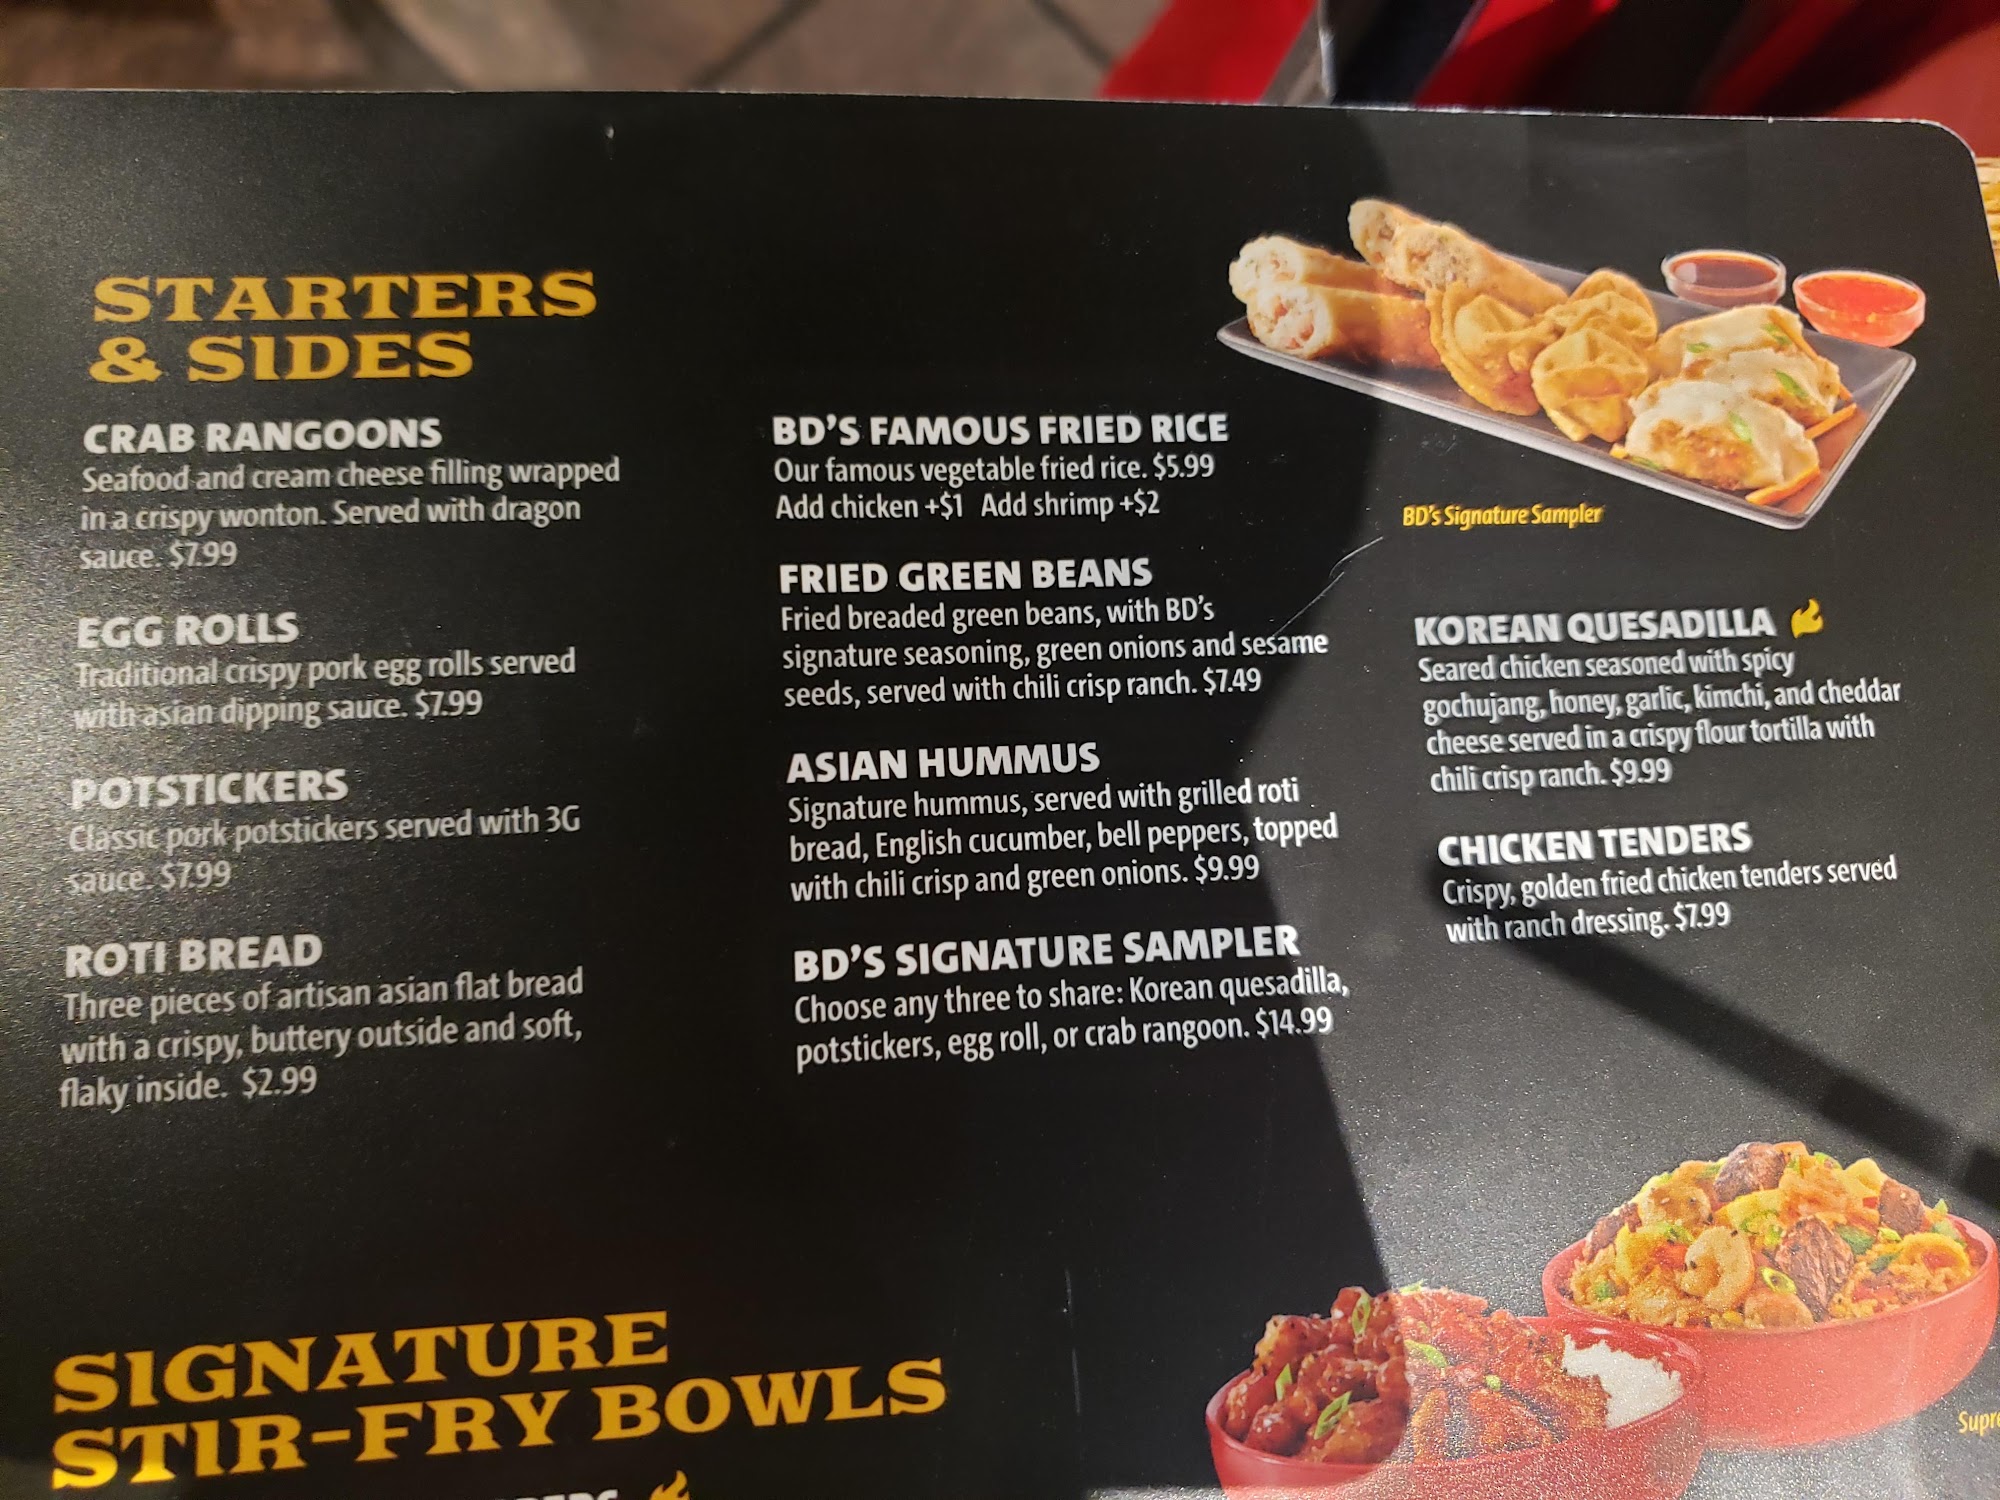 STARTERS
& SIDES
CRAB RANGOONS
Seafood and cream cheese filling wrapped
in a crispy wonton. Served with dragon
sauce. $7.99
EGG ROLLS
Traditional crispy pork egg rolls served
with asian dipping sauce. $7.99
POTSTICKERS
Classic pork potstickers served with 3G
sauce. $7.99
ROTI BREAD
Three pieces of artisan asian flat bread
with a crispy, buttery outside and soft,
flaky inside. $2.99
BD'S FAMOUS FRIED RICE
Our famous vegetable fried rice. $5.99
Add chicken +$1 Add shrimp +$2
FRIED GREEN BEANS
Fried breaded green beans, with BD's
signature seasoning, green onions and sesame
seeds, served with chili crisp ranch. $7.49
ASIAN HUMMUS
Signature hummus, served with grilled roti
bread, English cucumber, bell peppers, topped
with chili crisp and green onions. $9.99
BD'S SIGNATURE SAMPLER
Choose any three to share: Korean quesadilla,
potstickers, egg roll, or crab rangoon. $14.99
BD's Signature Sampler
KOREAN QUESADILLA
Seared chicken seasoned with spicy
gochujang, honey, garlic, kimchi, and cheddar
cheese served in a crispy flour tortilla with
chili crisp ranch. $9.99
CHICKEN TENDERS
Crispy, golden fried chicken tenders served
with ranch dressing. $7.99
SIGNATURE
STIR-FRY BOWLS